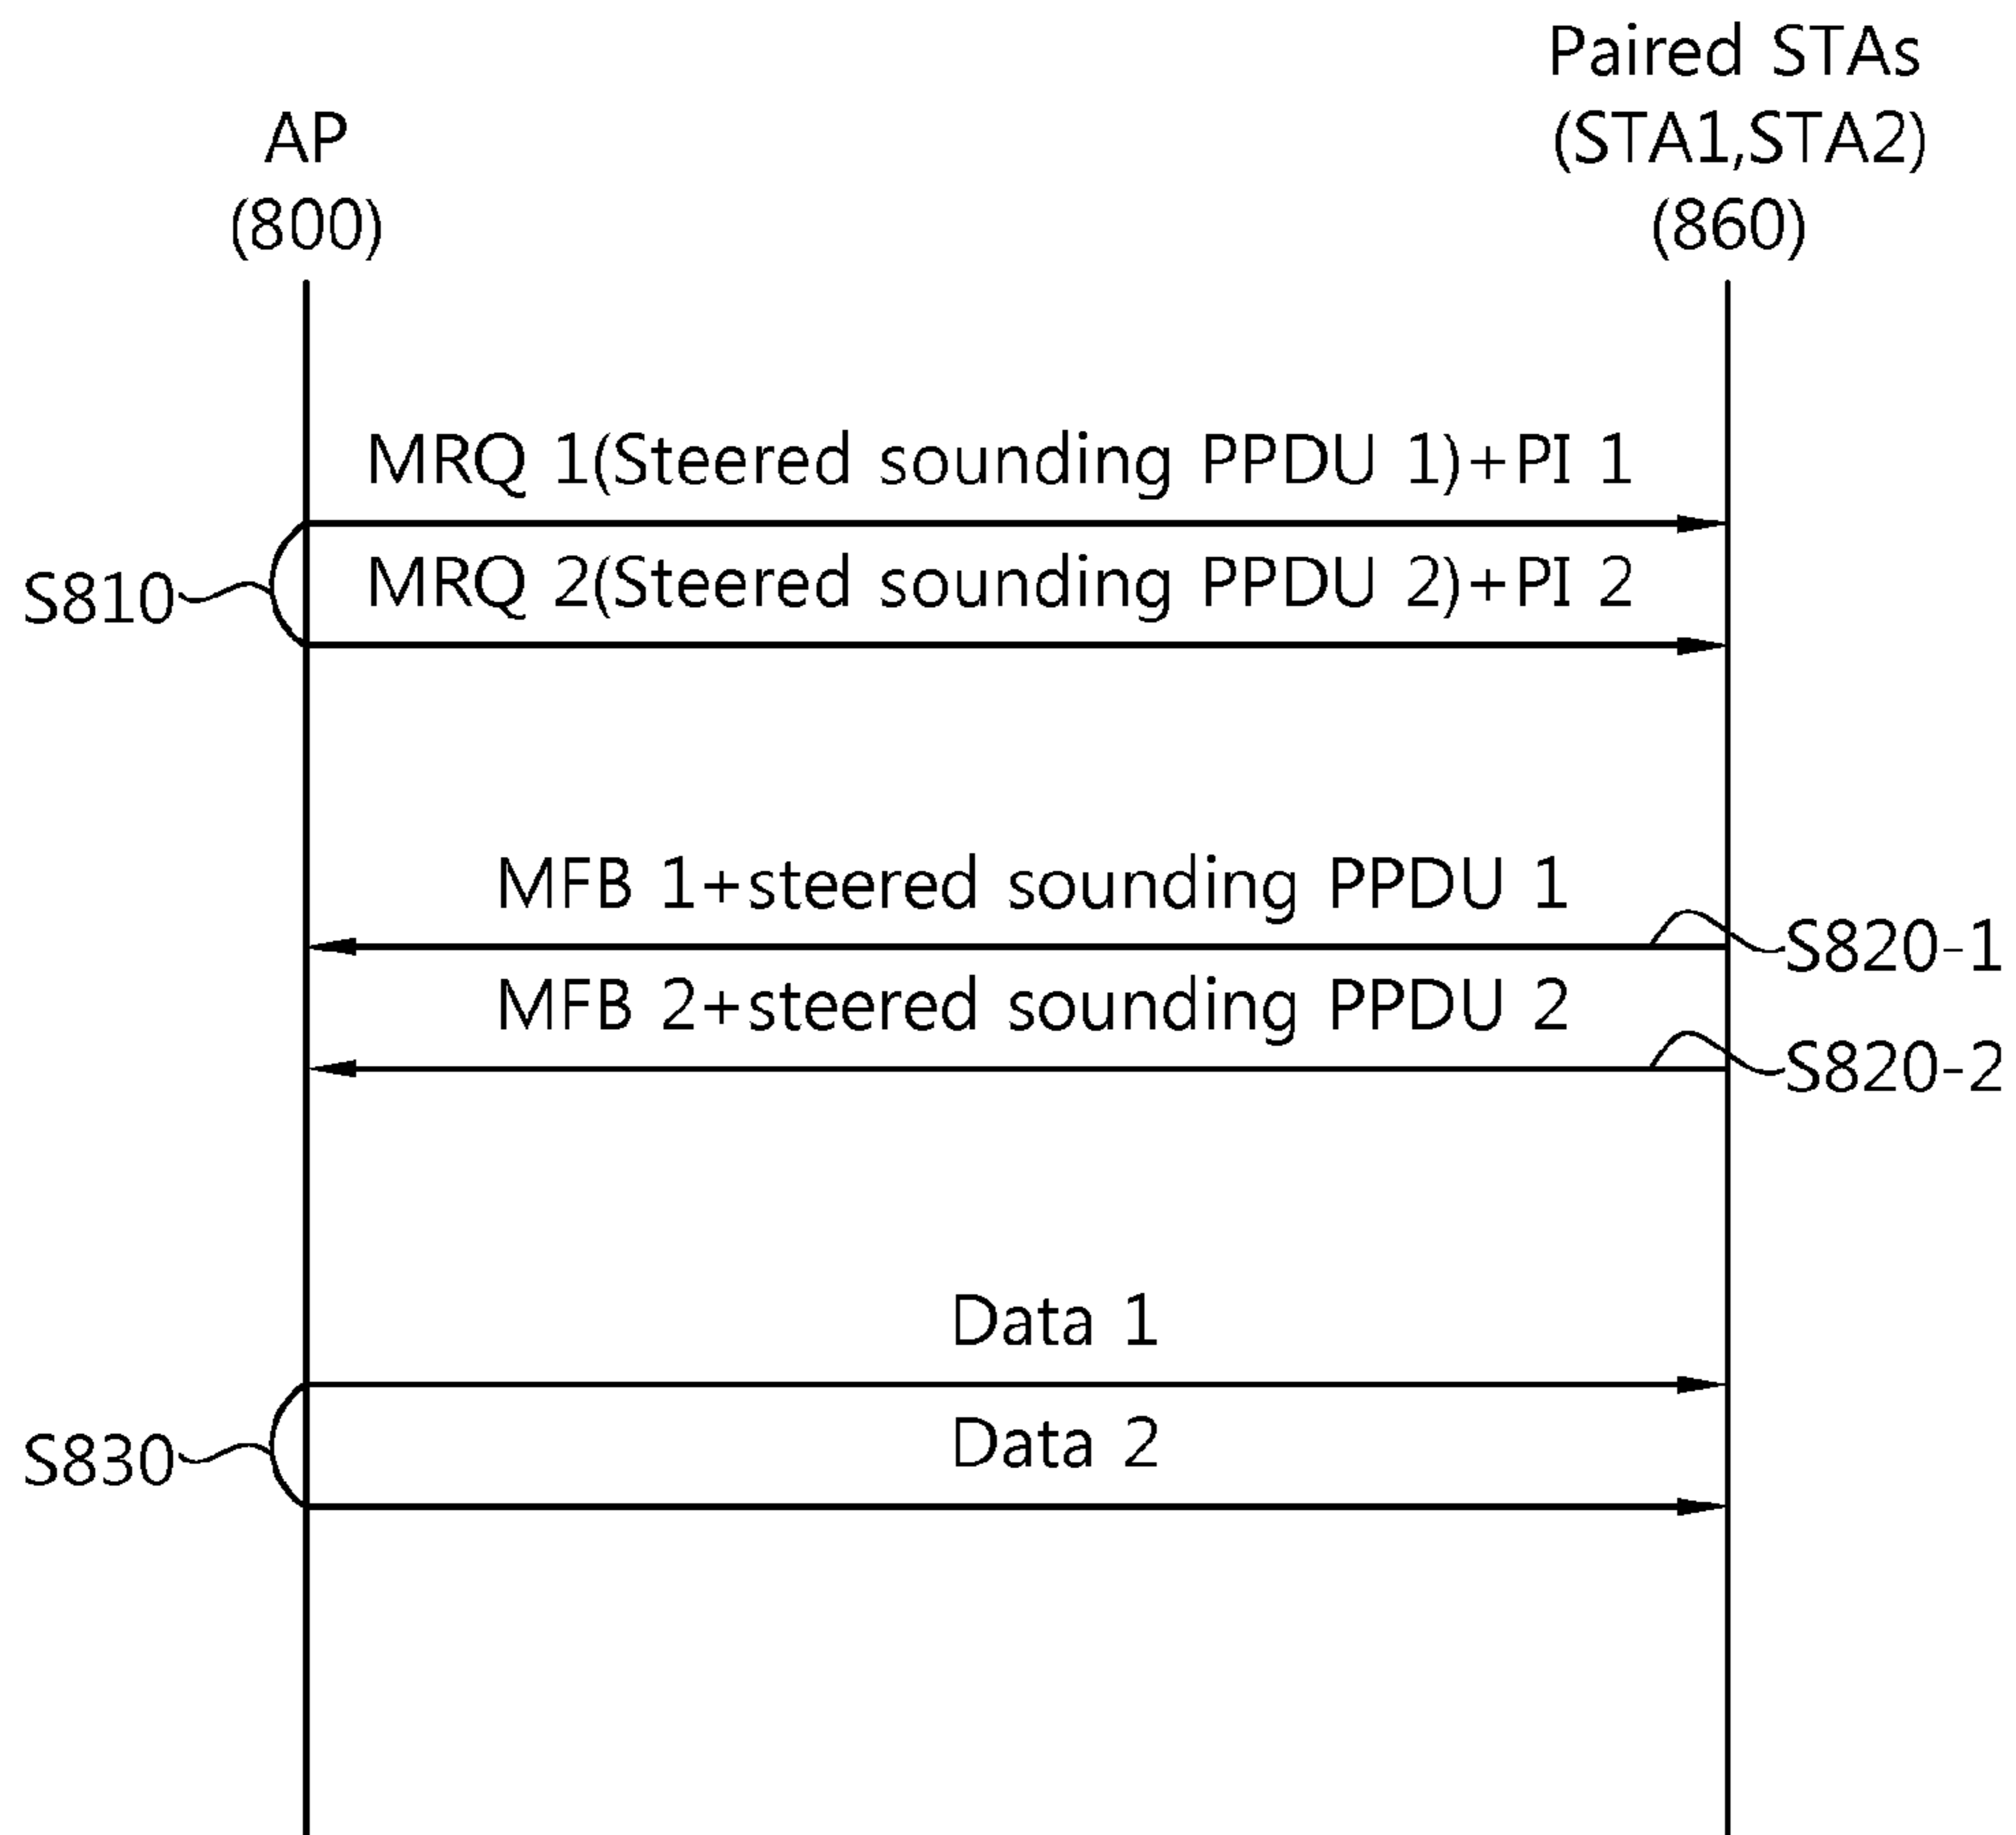 Paired STAs
AP
(STA1,STA2)
(800)
(860)
MRQ 1(Steered sounding PPDU 1)+PI 1
S810
MRQ 2(Steered sounding PPDU 2)+PI 2
MFB 1+steered sounding PPDU 1
S820-1
MFB 2+steered sounding PPDU 2
S820-2
Data 1
S830
Data 2